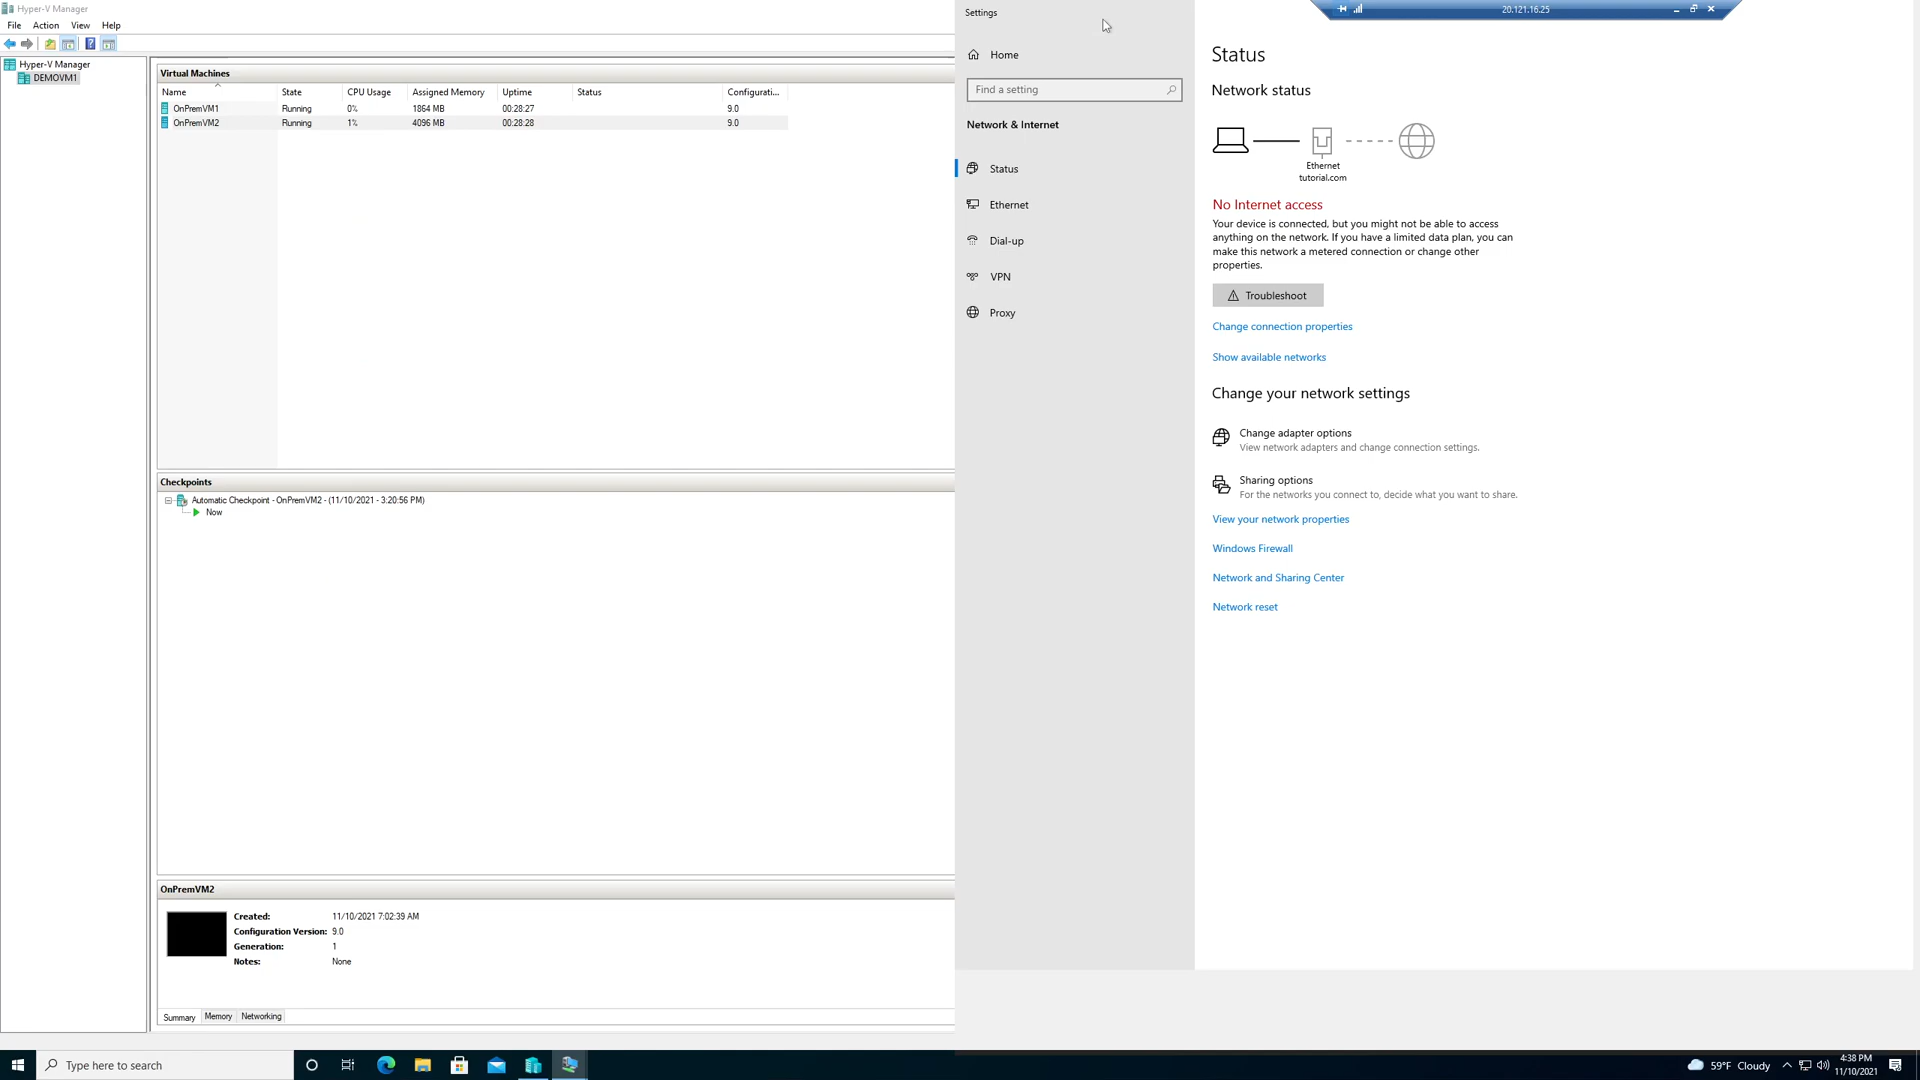 Hyper-V Manager
File Action View Help
Hyper-V Manager
DEMOVM1
Virtual Machines
Name State CPU Usage Assigned Memory Uptime Status Configurati...
OnPremVM1 Running 0% 1864 MB 00:28:27 9.0
OnPremVM2 Running 1% 4096 MB 00:28:28 9.0
Checkpoints
Automatic Checkpoint - OnPremVM2 - (11/10/2021 - 3:20:56 PM)
Now
OnPremVM2
Created: 11/10/2021 7:02:39 AM
Configuration Version: 9.0
Generation: 1
Notes: None
Summary Memory Networking
Settings
Home
Find a setting
Network & Internet
Status
Ethernet
Dial-up
VPN
Proxy
20.121.16.25
Status
Network status
Ethernet
tutorial.com
No Internet access
Your device is connected, but you might not be able to access
anything on the network. If you have a limited data plan, you can
make this network a metered connection or change other
properties.
Troubleshoot
Change connection properties
Show available networks
Change your network settings
Change adapter options
View network adapters and change connection settings.
Sharing options
For the networks you connect to, decide what you want to share.
View your network properties
Windows Firewall
Network and Sharing Center
Network reset
Type here to search
59°F Cloudy
4:38 PM
11/10/2021